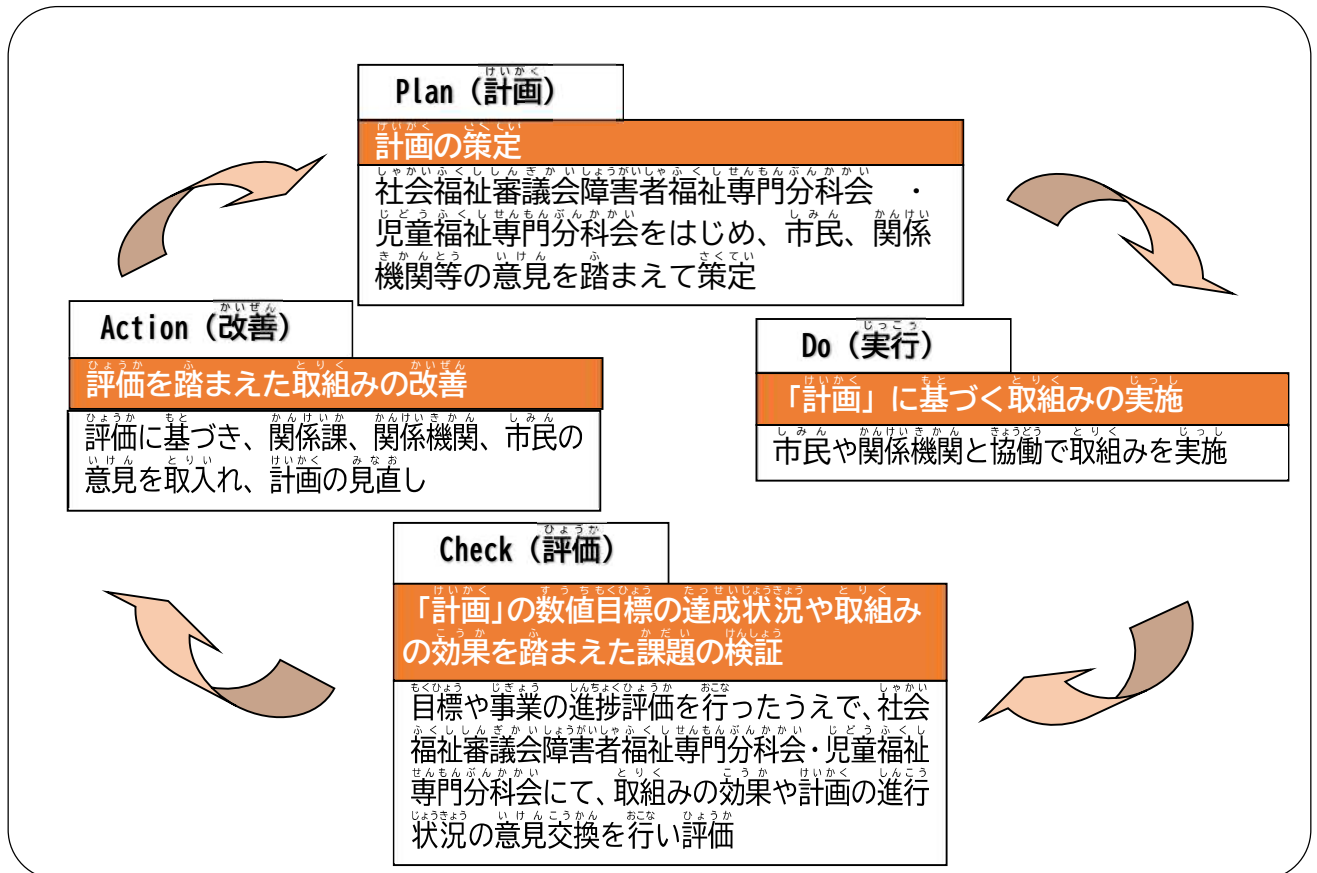 Plan（計画）
計画の策定
社会福祉審議会障害者福祉専門分科会　・
児童福祉専門分科会をはじめ、市民、関係
機関等の意見を踏まえて策定
Action（改善）
評価を踏まえた取組みの改善
評価に基づき、関係課、関係機関、市民の
意見を取入れ、計画の見直し
Do（実行）
「計画」に基づく取組みの実施
市民や関係機関と協働で取組みを実施
Check（評価）
「計画」の数値目標の達成状況や取組み
の効果を踏まえた課題の検証
目標や事業の進捗評価を行ったうえで、社会
福祉審議会障害者福祉専門分科会・児童福祉
専門分科会にて、取組みの効果や計画の進行
状況の意見交換を行い評価